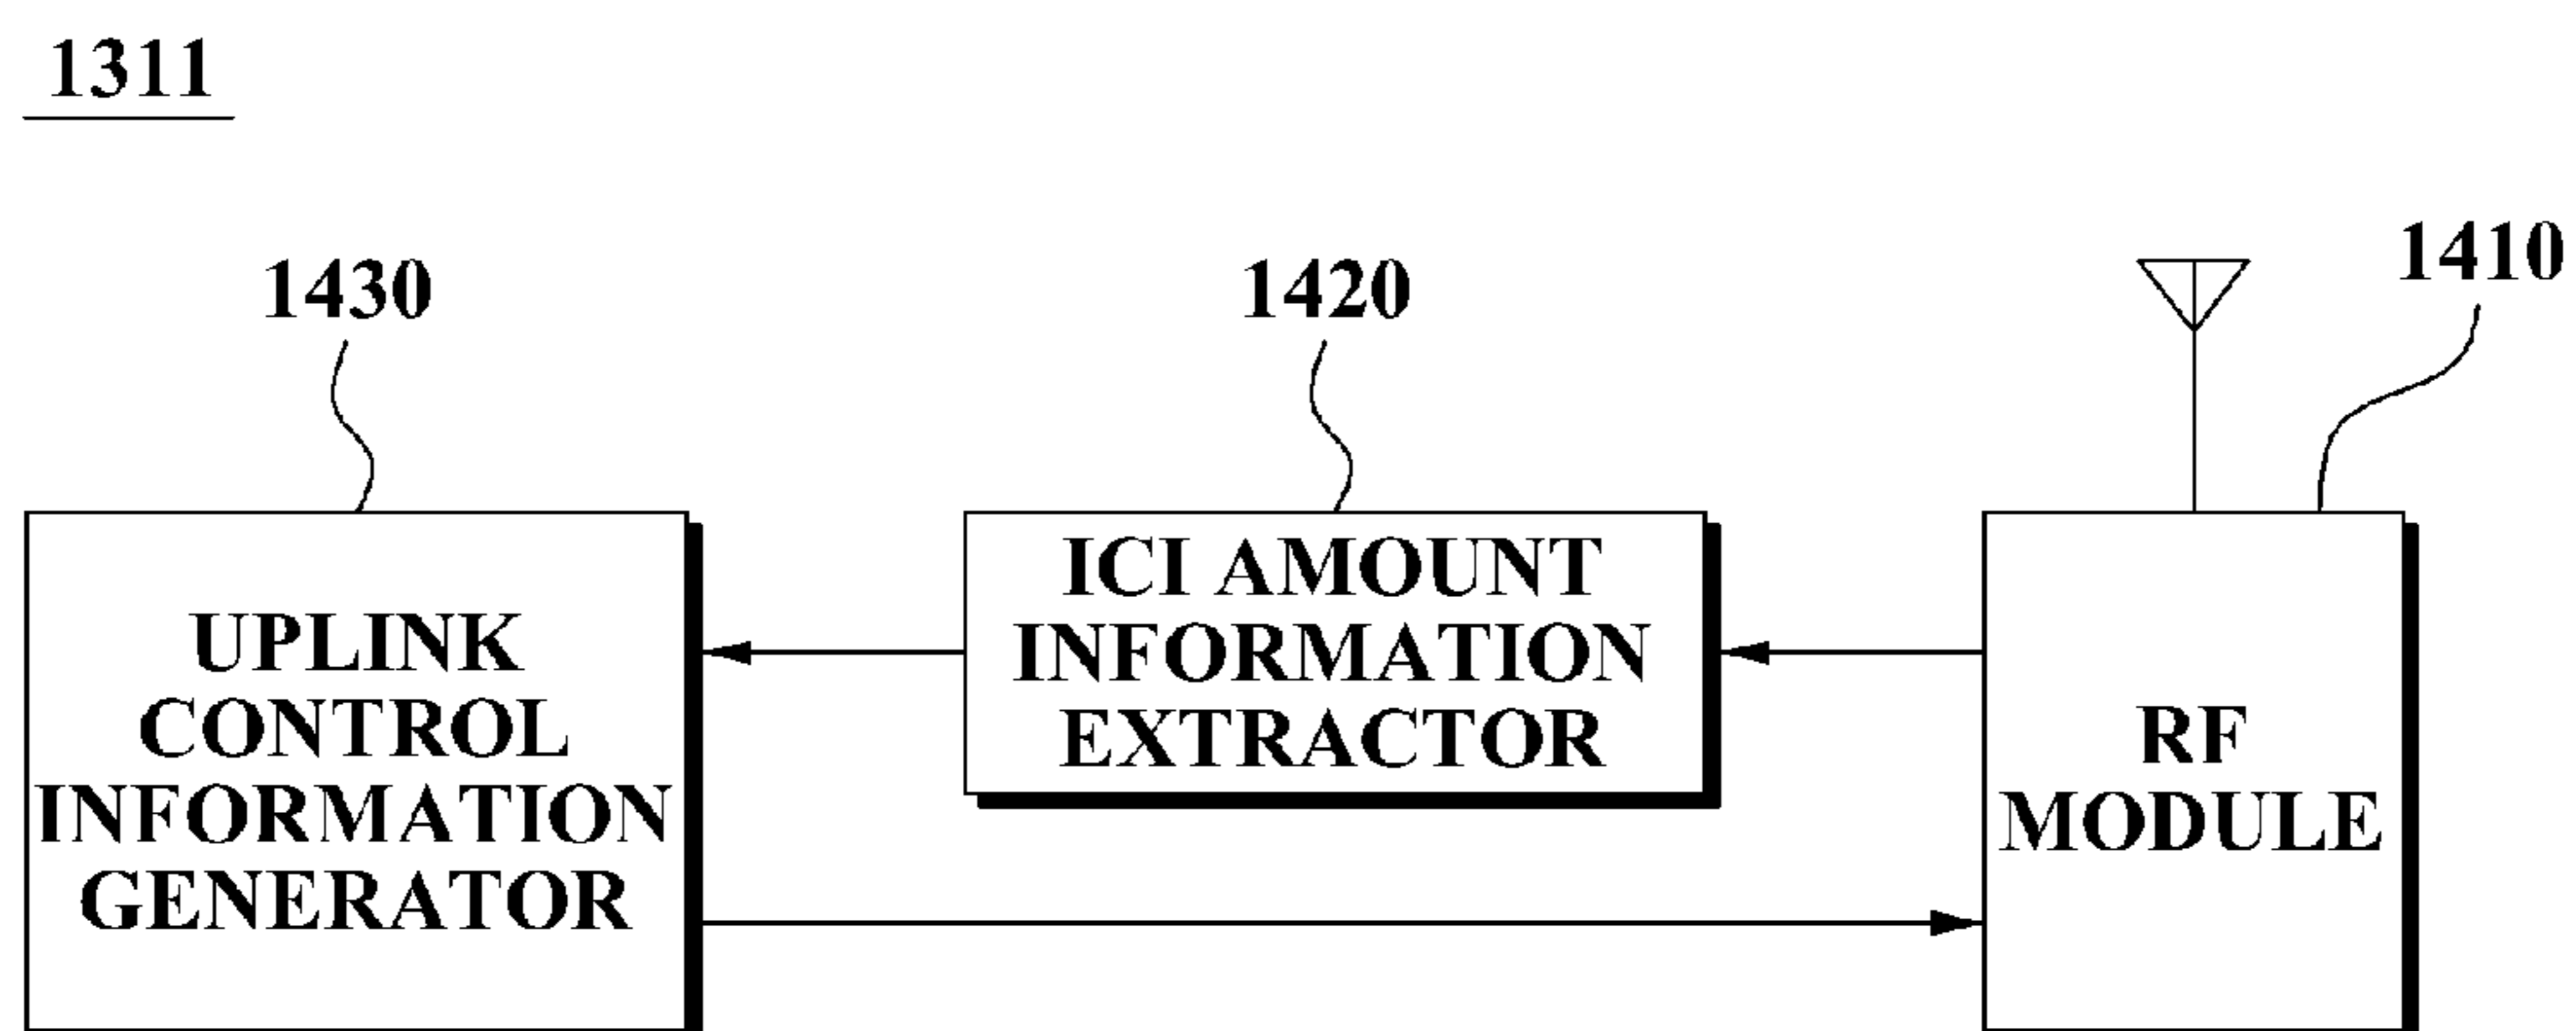 1311
1430
1420
1410
UPLINK
CONTROL
INFORMATION
GENERATOR
ICI AMOUNT
INFORMATION
EXTRACTOR
RF
MODULE